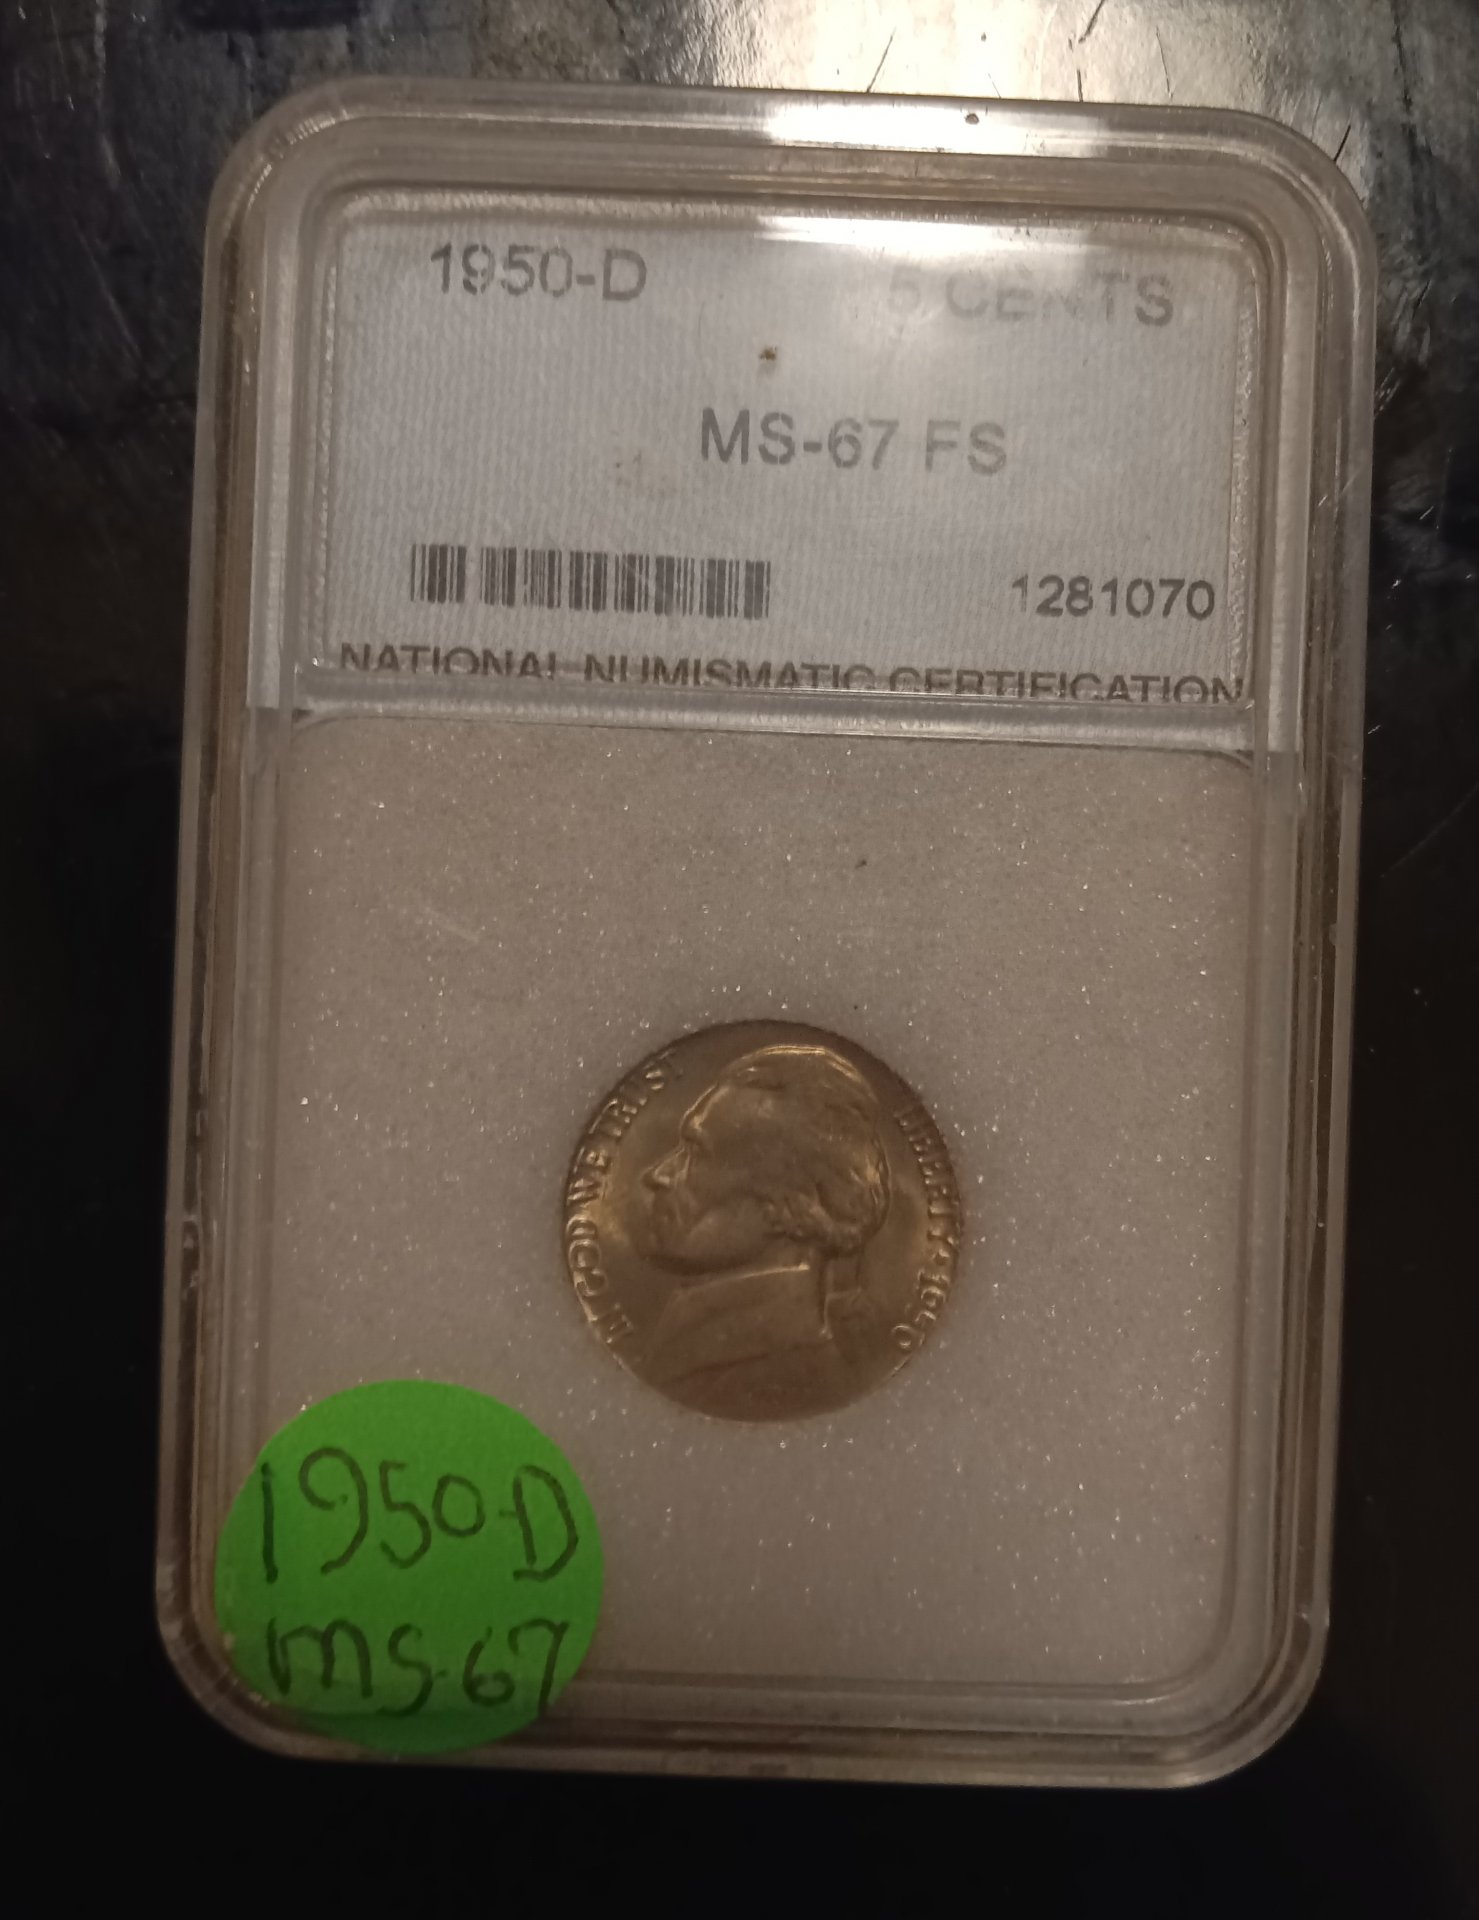 1950-D 5 CENTS
MS-67 FS
1281070
NATIONAL NUMISMATIC CERTIFICATION
IN GOD WE TRUST
LIBERTY 1950
1950-D
MS-67